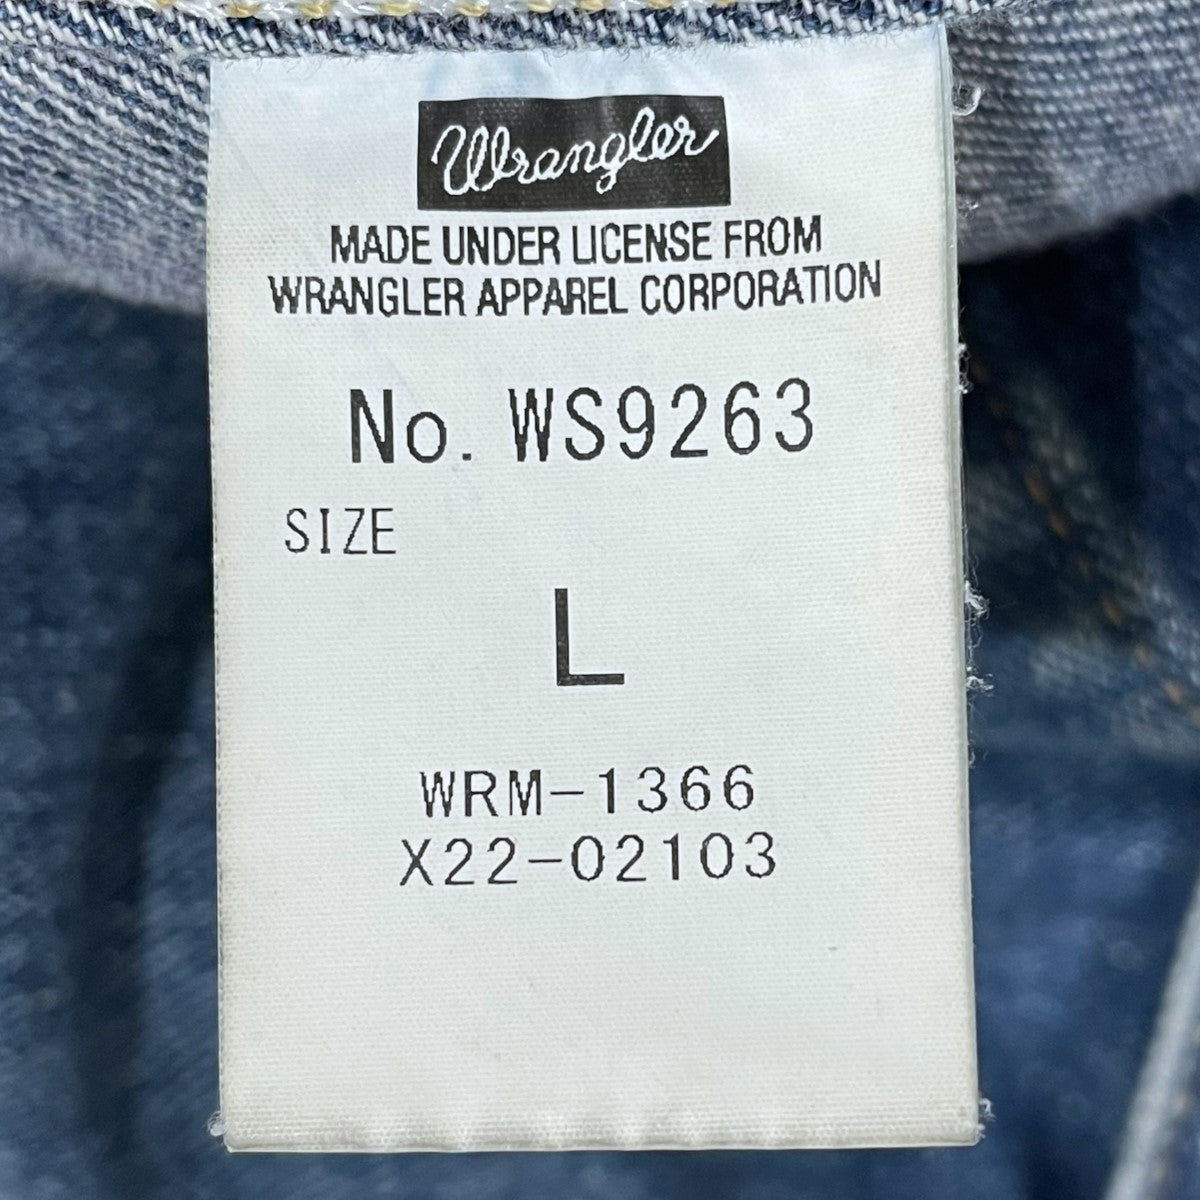 Wrangler
MADE UNDER LICENSE FROM
WRANGLER APPAREL CORPORATION
No. WS9263
SIZE
L
WRM-1366
X22-02103